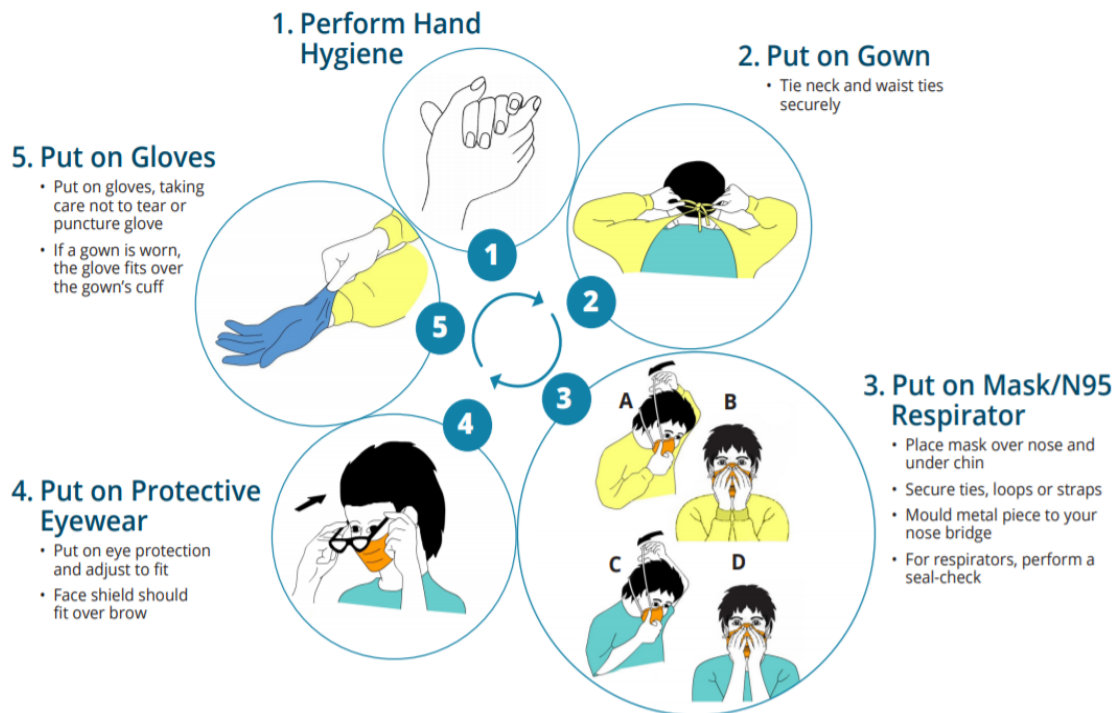 1. Perform Hand
Hygiene
1
2. Put on Gown
• Tie neck and waist ties
securely
2
3. Put on Mask/N95
Respirator
• Place mask over nose and
under chin
• Secure ties, loops or straps
• Mould metal piece to your
nose bridge
• For respirators, perform a
seal-check
3
A
B
C
D
4. Put on Protective
Eyewear
• Put on eye protection
and adjust to fit
• Face shield should
fit over brow
4
5. Put on Gloves
• Put on gloves, taking
care not to tear or
puncture glove
• If a gown is worn,
the glove fits over
the gown's cuff
5